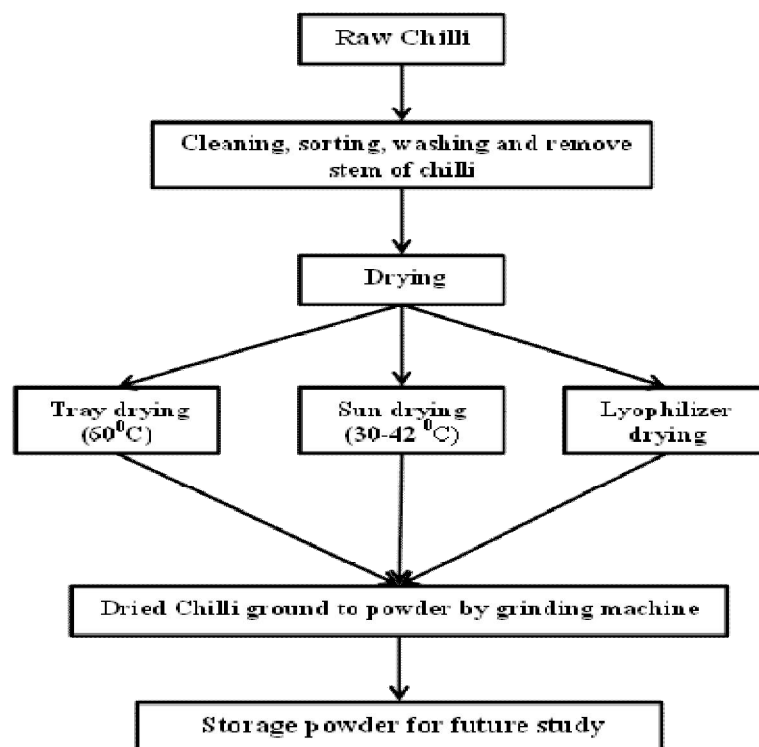 Raw Chilli
Cleaning, sorting, washing and remove
stem of chilli
Drying
Tray drying
(60⁰C)
Sun drying
(30-42 ⁰C)
Lyophilizer
drying
Dried Chilli ground to powder by grinding machine
Storage powder for future study